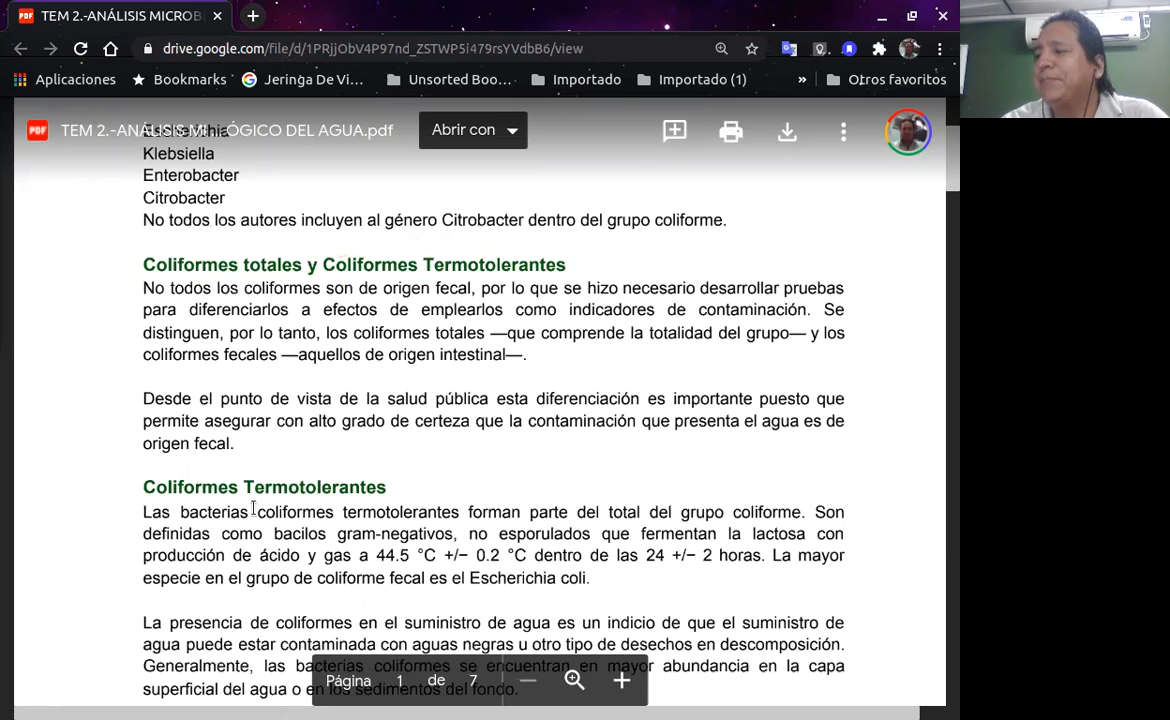 TEM 2.-ANÁLISIS MICROB
drive.google.com/file/d/1PRjjObV4P97nd_ZSTWP5i479rsYVdbB6/view
Aplicaciones
Bookmarks
Jeringa De Vi...
Unsorted Boo...
Importado
Importado (1)
»
Otros favoritos
PDF
TEM 2.-ANÁLISIS MI
ÓGICO DEL AGUA.pdf
Abrir con
Escherichia
Klebsiella
Enterobacter
Citrobacter
No todos los autores incluyen al género Citrobacter dentro del grupo coliforme.
Coliformes totales y Coliformes Termotolerantes
No todos los coliformes son de origen fecal, por lo que se hizo necesario desarrollar pruebas
para diferenciarlos a efectos de emplearlos como indicadores de contaminación. Se
distinguen, por lo tanto, los coliformes totales —que comprende la totalidad del grupo— y los
coliformes fecales —aquellos de origen intestinal—.
Desde el punto de vista de la salud pública esta diferenciación es importante puesto que
permite asegurar con alto grado de certeza que la contaminación que presenta el agua es de
origen fecal.
Coliformes Termotolerantes
Las bacterias coliformes termotolerantes forman parte del total del grupo coliforme. Son
definidas como bacilos gram-negativos, no esporulados que fermentan la lactosa con
producción de ácido y gas a 44.5 °C +/− 0.2 °C dentro de las 24 +/− 2 horas. La mayor
especie en el grupo de coliforme fecal es el Escherichia coli.
La presencia de coliformes en el suministro de agua es un indicio de que el suministro de
agua puede estar contaminada con aguas negras u otro tipo de desechos en descomposición.
Generalmente, las bacterias coliformes se encuentran en mayor abundancia en la capa
superficial del agua o en los sedimentos del fondo.
Página 1 de 7